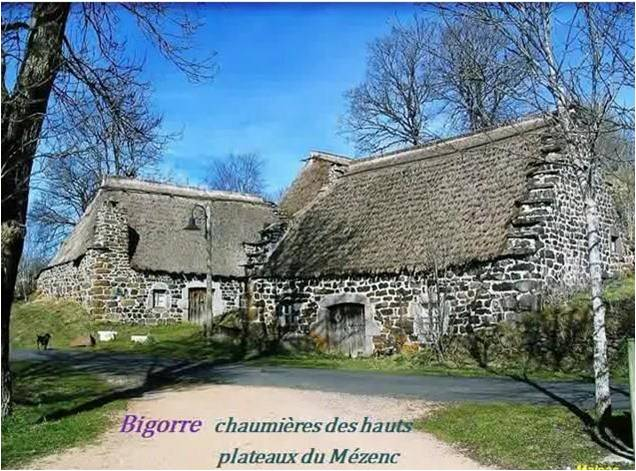 Bigorre chaumières des hauts
plateaux du Mézenc